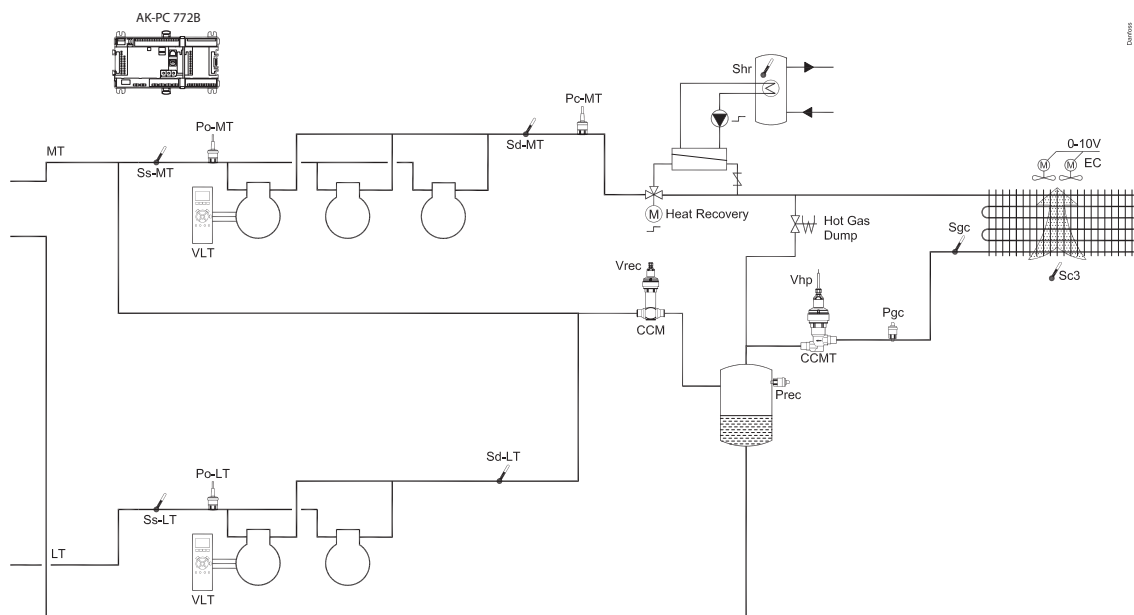 AK-PC 772B
Danfoss
Shr
Pc-MT
Po-MT
0-10V
MT
Sd-MT
M
M
EC
Ss-MT
M
Heat Recovery
Hot Gas
Dump
Sgc
VLT
Vrec
Sc3
Vhp
Pgc
CCM
CCMT
Prec
Sd-LT
Po-LT
Ss-LT
LT
VLT